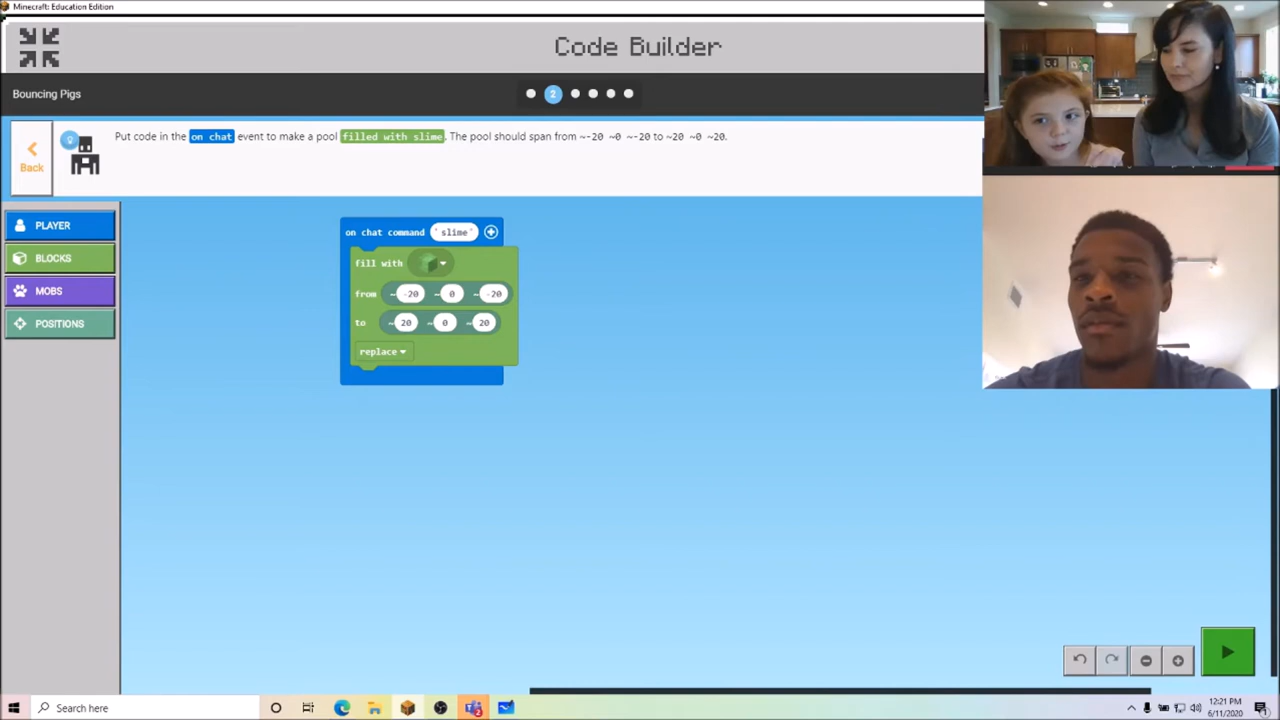 Minecraft: Education Edition
Code Builder
Bouncing Pigs
2
Back
Put code in the on chat event to make a pool filled with slime. The pool should span from ~-20 ~0 ~-20 to ~20 ~0 ~20.
PLAYER
BLOCKS
MOBS
POSITIONS
on chat command "slime"
fill with
from ~ -20 ~ 0 ~ -20
to ~ 20 ~ 0 ~ 20
replace
Search here
12:21 PM
6/11/2020